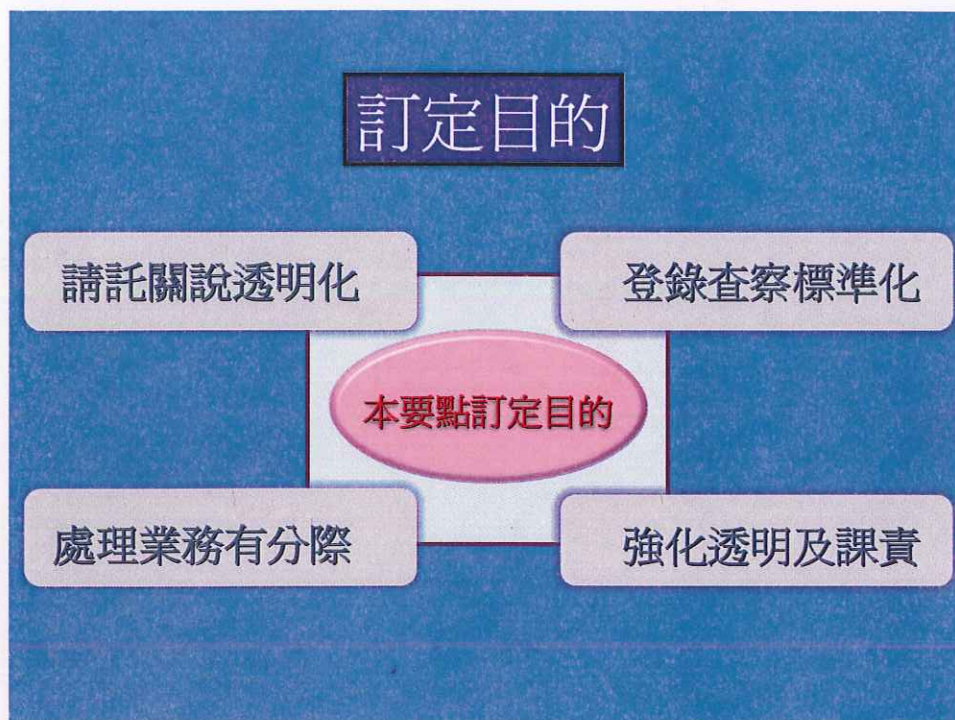 訂定目的
請託關說透明化
登錄查察標準化
本要點訂定目的
處理業務有分際
強化透明及課責